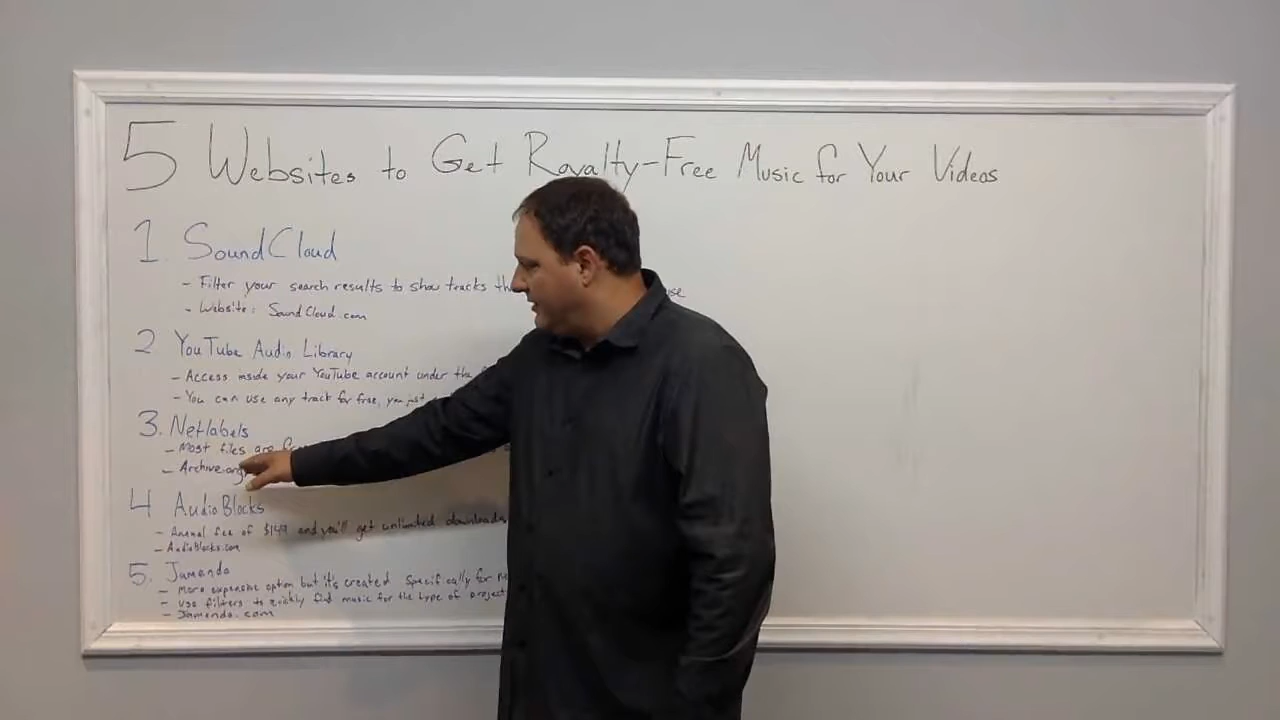 5 Websites to Get Royalty-Free Music for Your Videos
1. SoundCloud
- Filter your search results to show tracks
- Website: SoundCloud.com
2 YouTube Audio Library
- Access inside your YouTube account under the
- You can use any track for free, you just
3. Netlabels
- Most files are
- Archive.org
4 AudioBlocks
- Annual fee of $149 and you'll get unlimited downloads
- AudioBlocks.com
5. Jamendo
- More expensive option but it's created specifically for
- Use filters to quickly find music for the type of project
- Jamendo.com